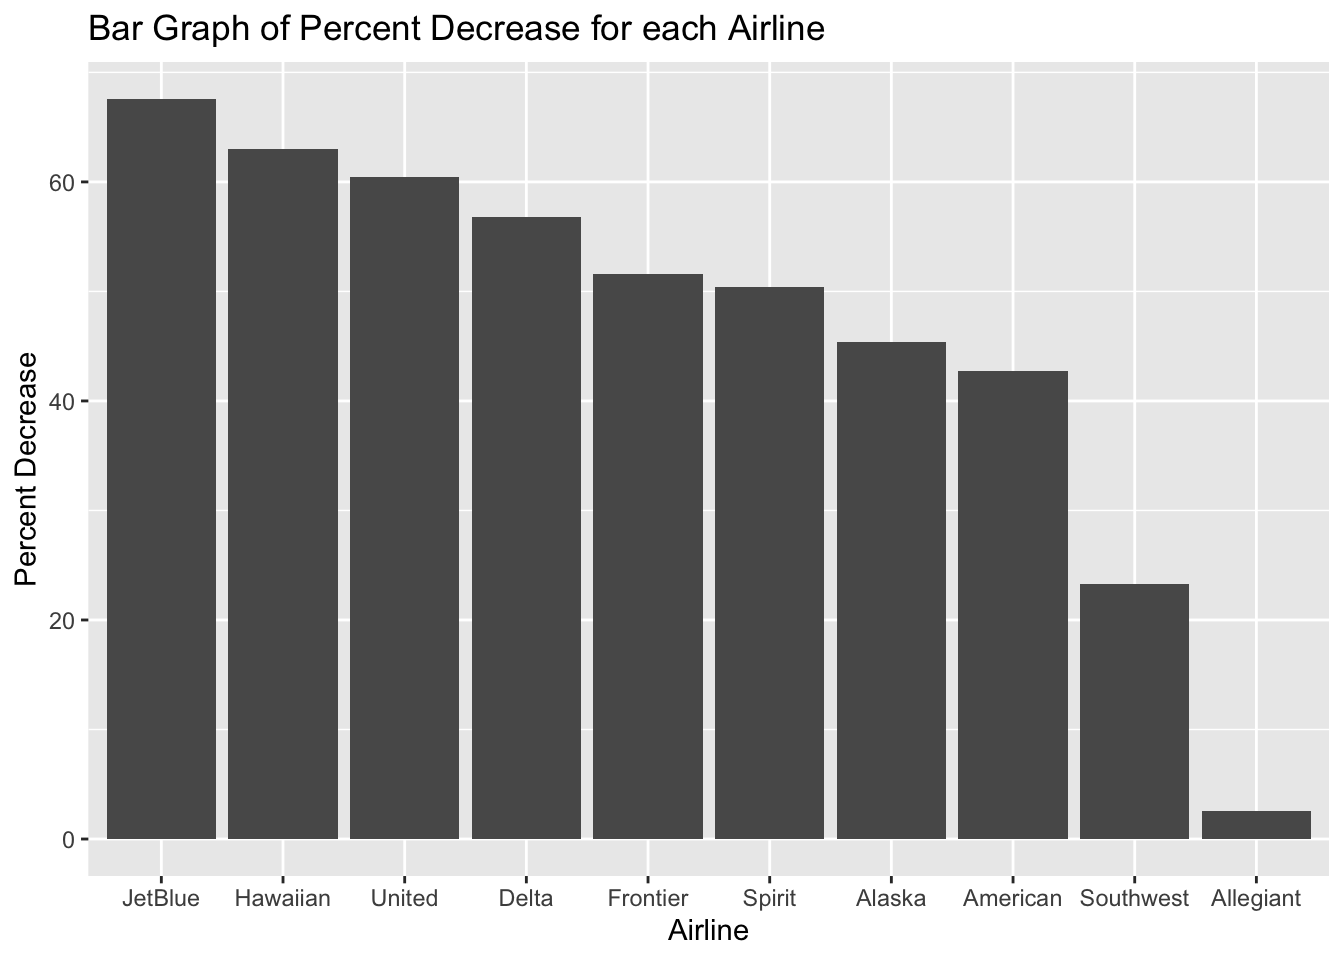 Bar Graph of Percent Decrease for each Airline
Percent Decrease
60
40
20
0
JetBlue Hawaiian United Delta Frontier Spirit Alaska American Southwest Allegiant
Airline